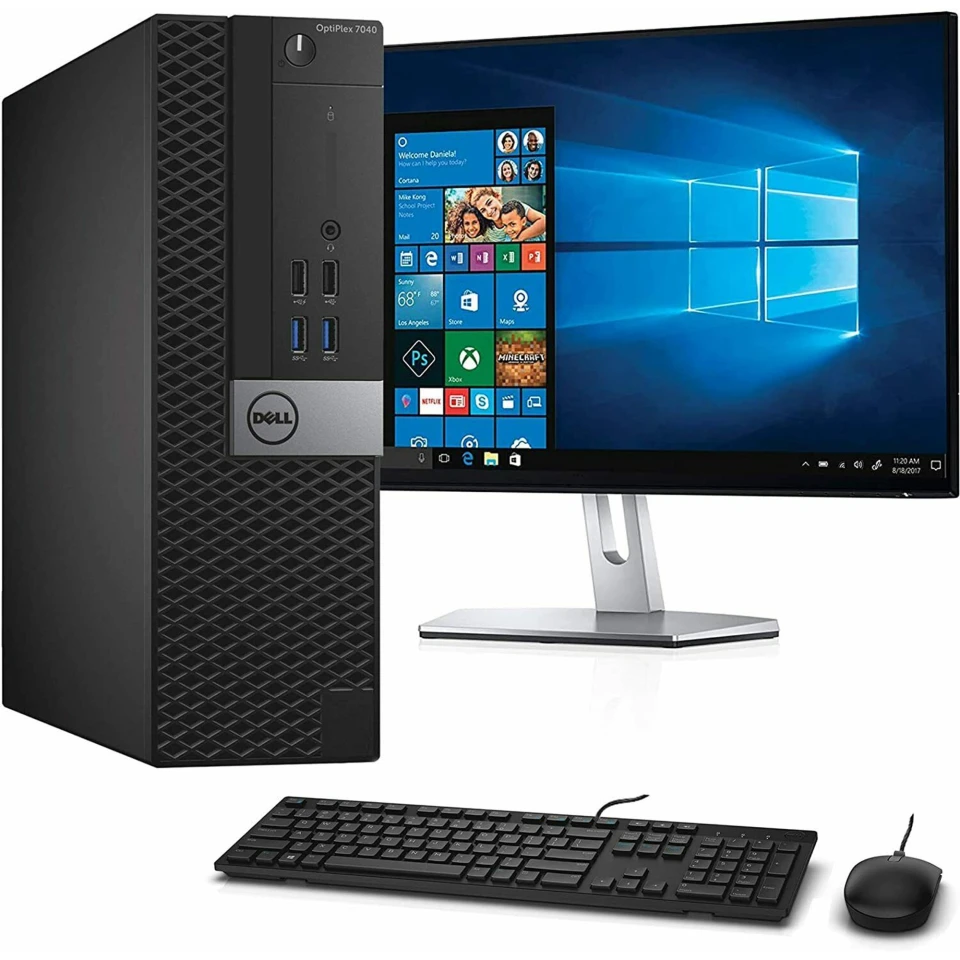 OptiPlex 7040
DELL
Welcome Daniela!
How can I help you today?
Cortana
Mike Kong
School Project
Notes
Mail 20
Sunny
68°F 88°
67°
Los Angeles
Store
Maps
Ps
Xbox
MINECRAFT
NETFLIX
11:20 AM
8/18/2017